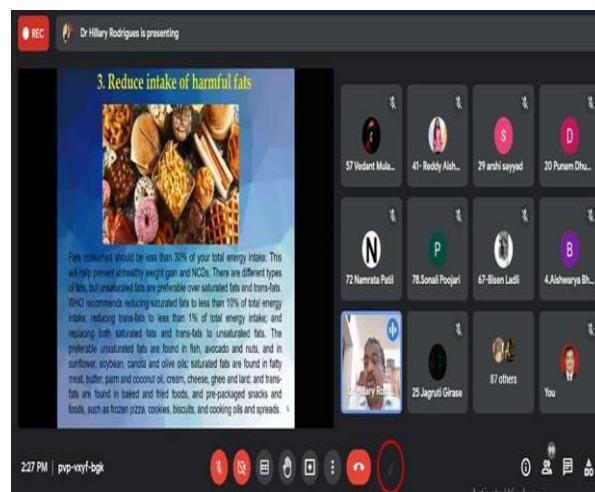 REC
Dr Hillary Rodrigues is presenting
3. Reduce intake of harmful fats
Fats consumed should be less than 30% of your total energy intake. This
will help prevent unhealthy weight gain and NCDs. There are different types
of fats, but unsaturated fats are preferable over saturated fats and trans-fats.
WHO recommends reducing saturated fats to less than 10% of total energy
intake; reducing trans-fats to less than 1% of total energy intake; and
replacing both saturated fats and trans-fats to unsaturated fats. The
preferable unsaturated fats are found in fish, avocado and nuts, and in
sunflower, soybean, canola and olive oils; saturated fats are found in fatty
meat, butter, palm and coconut oil, cream, cheese, ghee and lard; and trans-
fats are found in baked and fried foods, and pre-packaged snacks and
foods, such as frozen pizza, cookies, biscuits, and cooking oils and spreads.
57 Vedant Mula...
41- Reddy Aish...
S
29 arshi sayyad
D
20 Punam Dhu...
N
72 Namrata Patil
P
78.Sonali Poojari
67-Bisen Ladli
B
4.Aishwarya Bh...
Dr Hillary Rod
25 Jagruti Girase
87 others
You
2:27 PM | pvp-vxyf-bgk
99